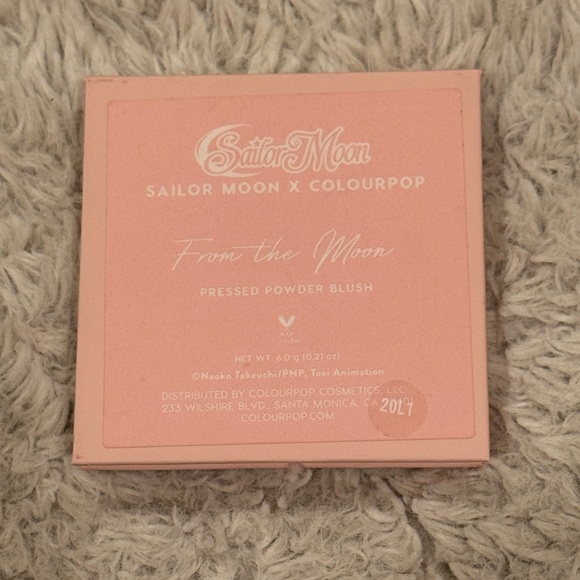 Sailor Moon
SAILOR MOON X COLOURPOP
From the Moon
PRESSED POWDER BLUSH
NET WT. 6.0 g (0.21 oz)
©Naoko Takeuchi/PNP, Toei Animation
DISTRIBUTED BY COLOURPOP COSMETICS, LLC
233 WILSHIRE BLVD., SANTA MONICA, CA
COLOURPOP.COM
20L1